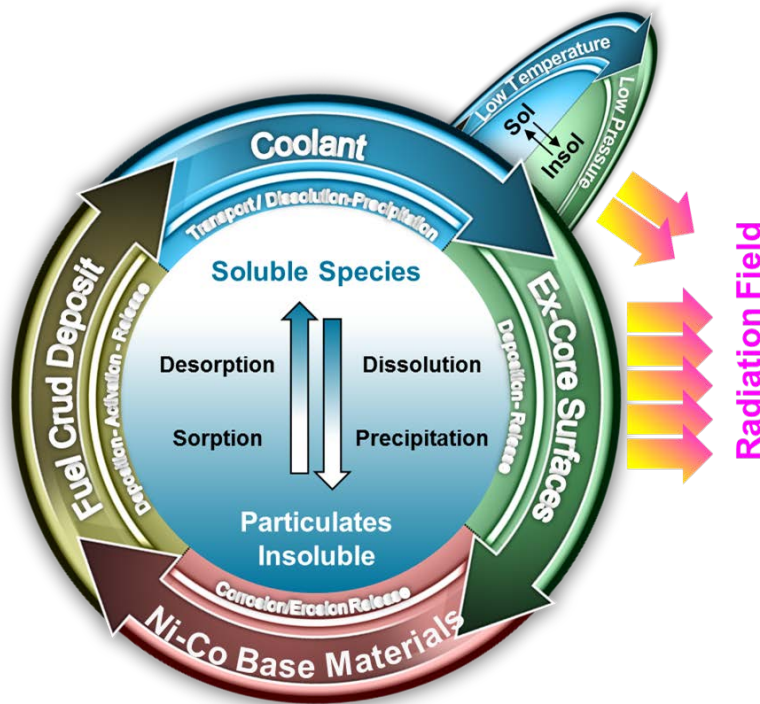 Low Temperature
Low Pressure
Sol
Insol
Coolant
Transport / Dissolution-Precipitation
Soluble Species
Desorption
Dissolution
Sorption
Precipitation
Particulates
Insoluble
Fuel Crud Deposit
Deposition- Activation - Release
Ex-Core Surfaces
Deposition - Release
Corrosion/Erosion Release
Ni-Co Base Materials
Radiation Field